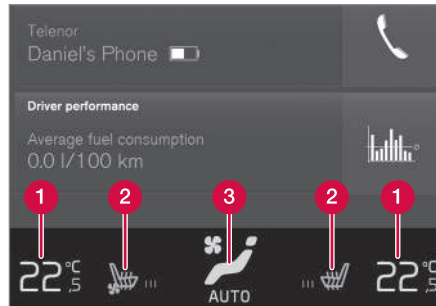 Telenor
Daniel's Phone
Driver performance
Average fuel consumption
0.0 l/100 km
1 2 3 2 1
22,5 °C 22,5 °C
AUTO